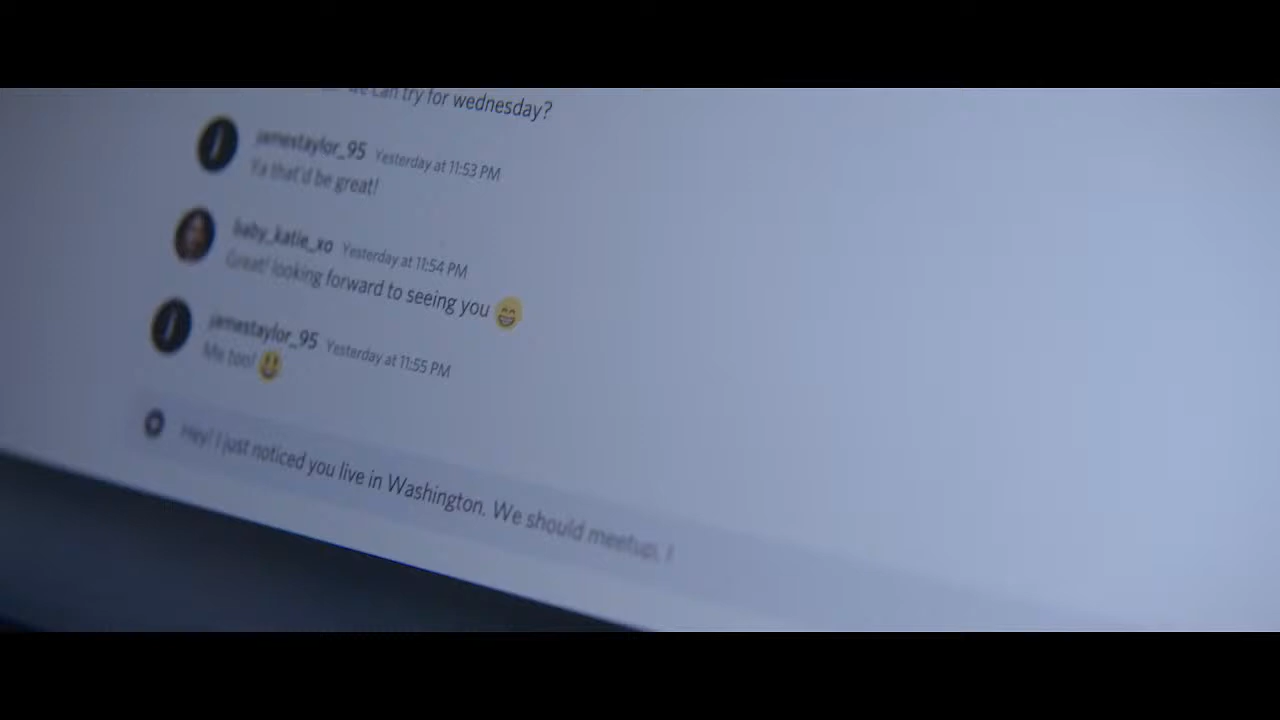 we can try for wednesday?
jamestaylor_95 Yesterday at 11:53 PM
Ya that'd be great!
baby_katie_xo Yesterday at 11:54 PM
Great! looking forward to seeing you 😄
jamestaylor_95 Yesterday at 11:55 PM
Me too! 😃
Hey! I just noticed you live in Washington. We should meetup. I